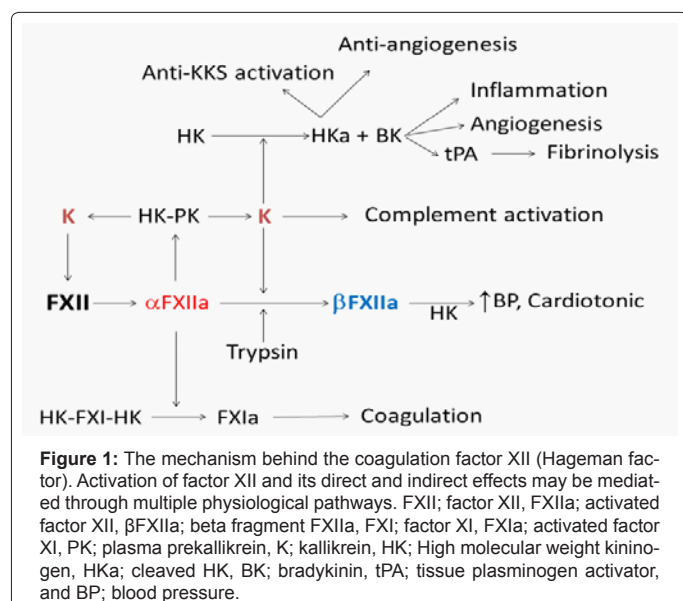 Anti-angiogenesis
Anti-KKS activation
Inflammation
HK HKa + BK Angiogenesis
tPA Fibrinolysis
K HK-PK K Complement activation
FXII αFXIIa βFXIIa ↑BP, Cardiotonic
HK
Trypsin
HK-FXI-HK FXIa Coagulation
Figure 1: The mechanism behind the coagulation factor XII (Hageman fac-
tor). Activation of factor XII and its direct and indirect effects may be mediat-
ed through multiple physiological pathways. FXII; factor XII, FXIIa; activated
factor XII, βFXIIa; beta fragment FXIIa, FXI; factor XI, FXIa; activated factor
XI, PK; plasma prekallikrein, K; kallikrein, HK; High molecular weight kinino-
gen, HKa; cleaved HK, BK; bradykinin, tPA; tissue plasminogen activator,
and BP; blood pressure.